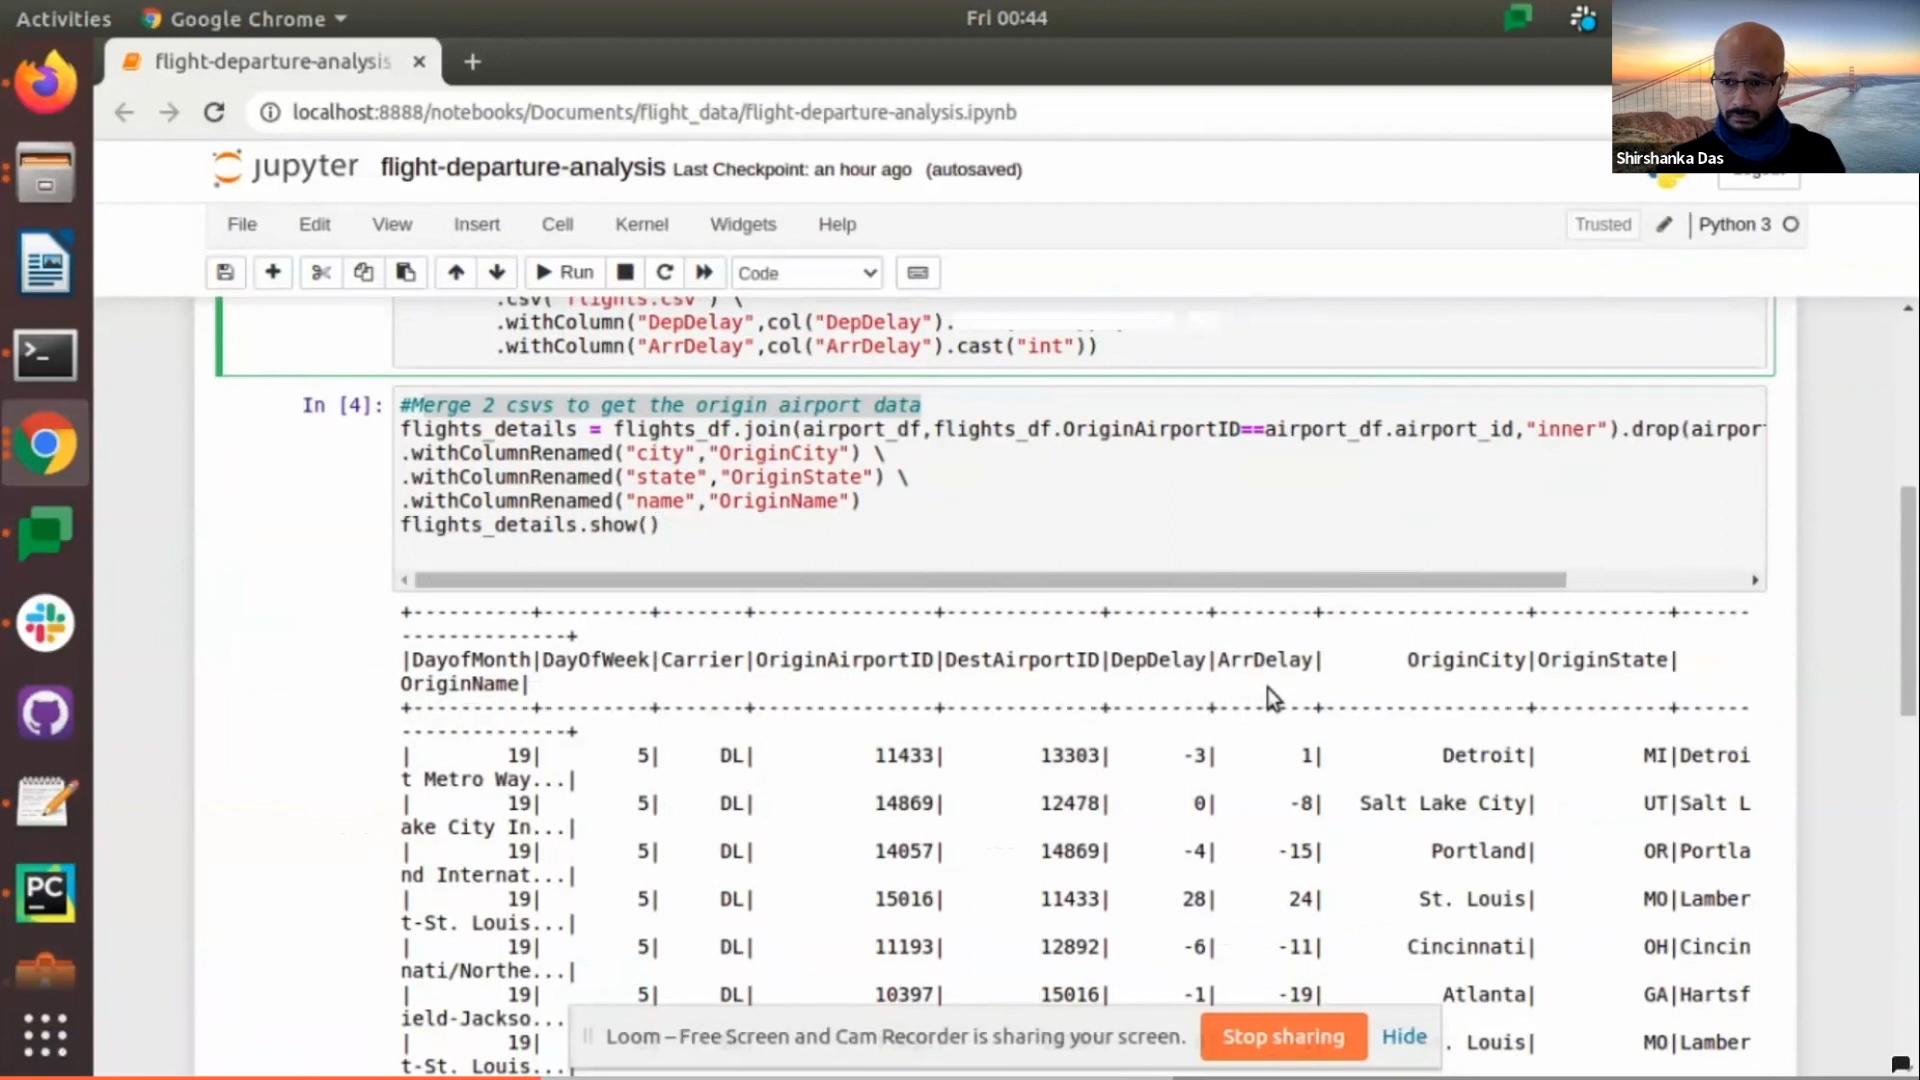 Activities
Google Chrome
Fri 00:44
flight-departure-analysis
localhost:8888/notebooks/Documents/flight_data/flight-departure-analysis.ipynb
Shirshanka Das
jupyter flight-departure-analysis Last Checkpoint: an hour ago (autosaved)
File Edit View Insert Cell Kernel Widgets Help
Trusted
Python 3
Run
Code
.csv("flights.csv") \
.withColumn("DepDelay",col("DepDelay").
.withColumn("ArrDelay",col("ArrDelay").cast("int"))
In [4]:
#Merge 2 csvs to get the origin airport data
flights_details = flights_df.join(airport_df,flights_df.OriginAirportID==airport_df.airport_id,"inner").drop(airpor
.withColumnRenamed("city","OriginCity") \
.withColumnRenamed("state","OriginState") \
.withColumnRenamed("name","OriginName")
flights_details.show()
+----------+---------+-------+---------------+-------------+--------+--------+-----------------+-----------+------
--------------+
|DayofMonth|DayOfWeek|Carrier|OriginAirportID|DestAirportID|DepDelay|ArrDelay| OriginCity|OriginState|
OriginName|
+----------+---------+-------+---------------+-------------+--------+--------+-----------------+-----------+------
--------------+
| 19| 5| DL| 11433| 13303| -3| 1| Detroit| MI|Detroi
t Metro Way...|
| 19| 5| DL| 14869| 12478| 0| -8| Salt Lake City| UT|Salt L
ake City In...|
| 19| 5| DL| 14057| 14869| -4| -15| Portland| OR|Portla
nd Internat...|
| 19| 5| DL| 15016| 11433| 28| 24| St. Louis| MO|Lamber
t-St. Louis...|
| 19| 5| DL| 11193| 12892| -6| -11| Cincinnati| OH|Cincin
nati/Northe...|
| 19| 5| DL| 10397| 15016| -1| -19| Atlanta| GA|Hartsf
ield-Jackso...
| 19| . Louis| MO|Lamber
t-St. Louis...
Loom – Free Screen and Cam Recorder is sharing your screen.
Stop sharing
Hide
PC